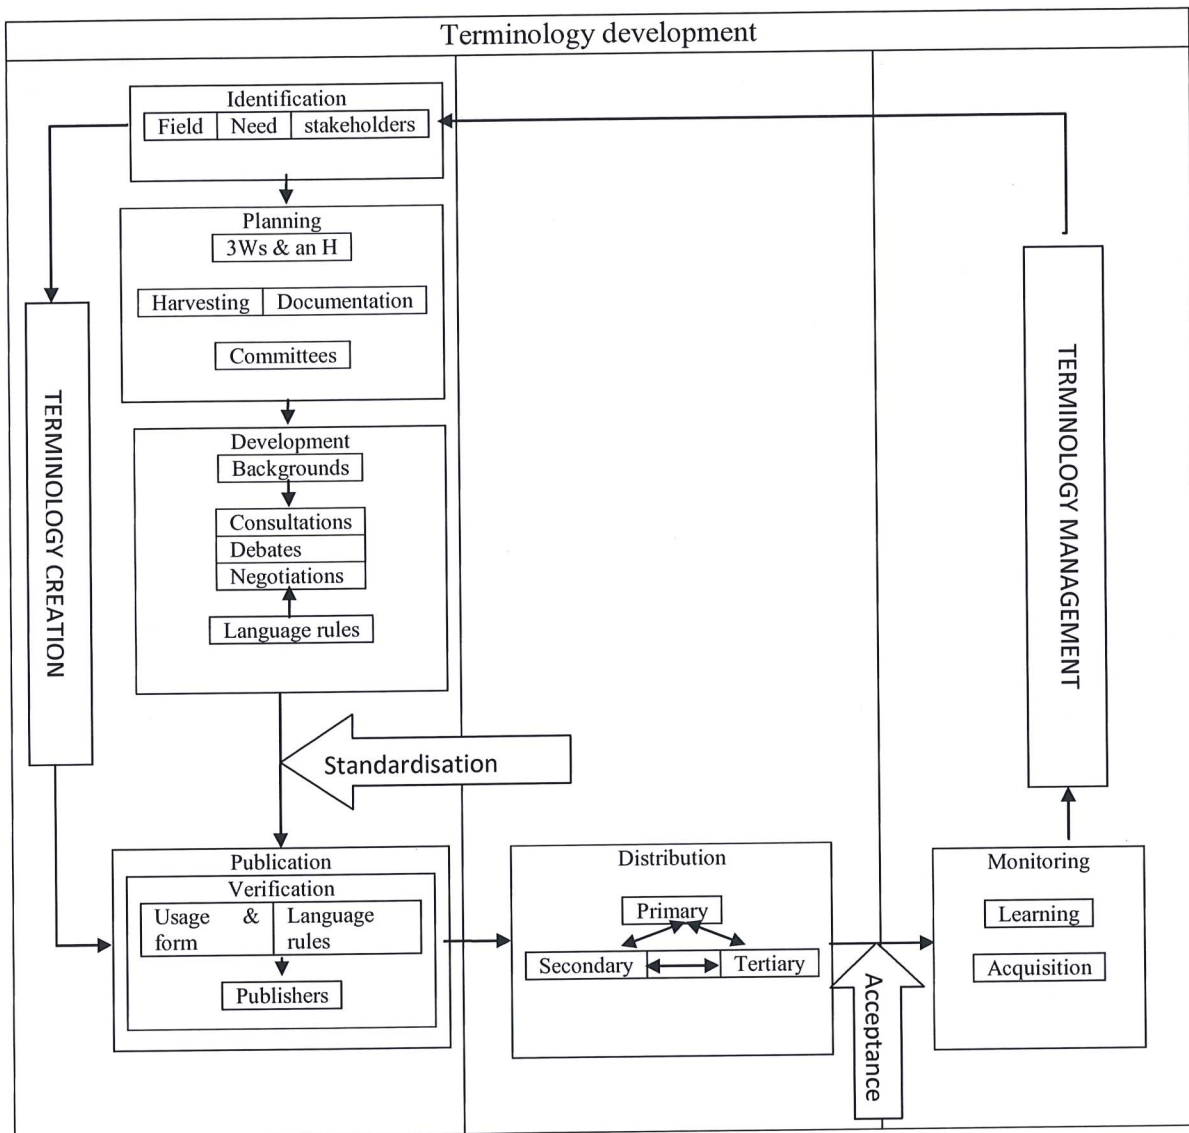 Terminology development
Identification
Field Need stakeholders
Planning
3Ws & an H
Harvesting Documentation
Committees
Development
Backgrounds
Consultations
Debates
Negotiations
Language rules
TERMINOLOGY CREATION
TERMINOLOGY MANAGEMENT
Standardisation
Publication
Verification
Usage & Language
form rules
Publishers
Distribution
Primary
Secondary Tertiary
Acceptance
Monitoring
Learning
Acquisition